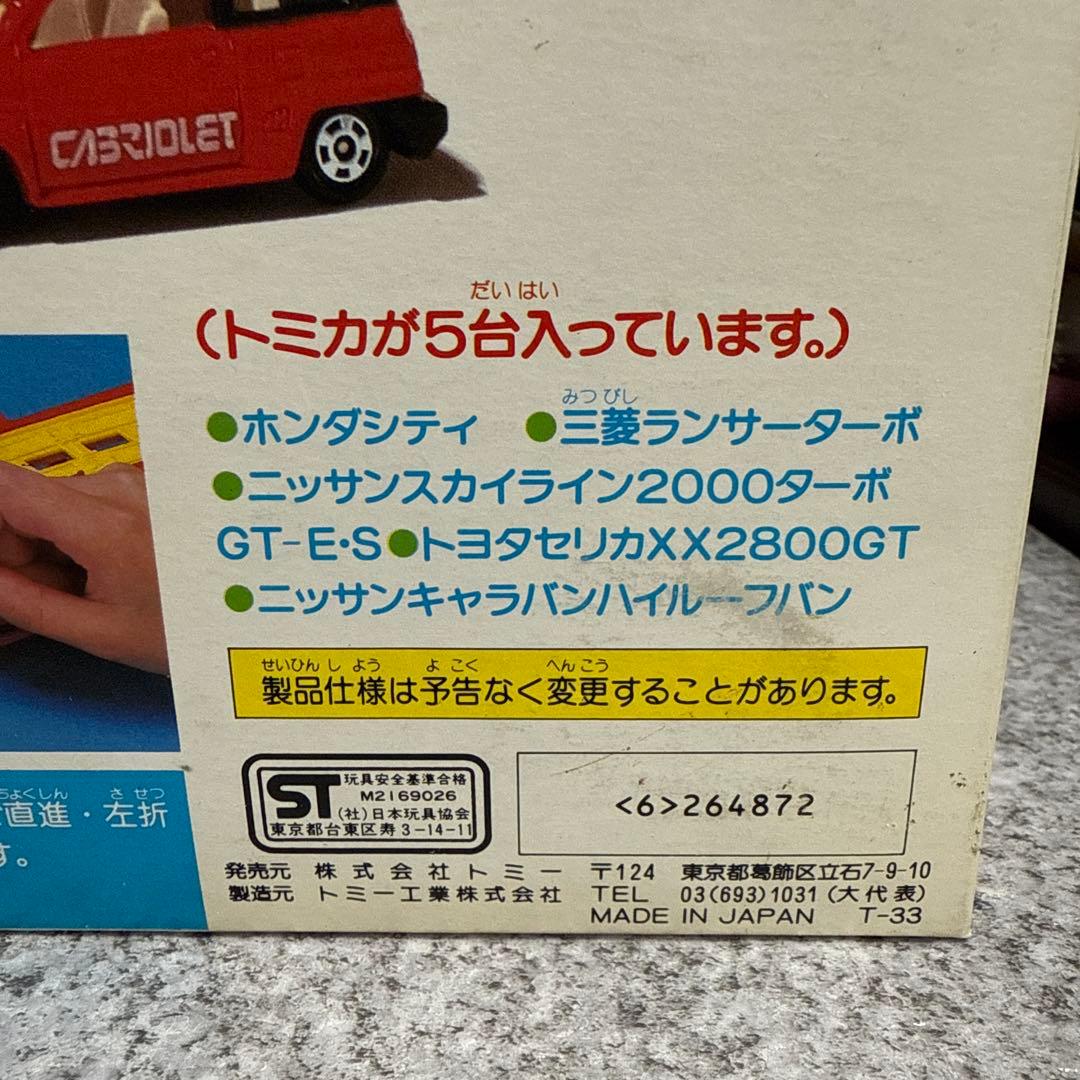 CABRIOLET
だい はい
(トミカが5台入っています。)
みつ びし
●ホンダシティ ●三菱ランサーターボ
●ニッサンスカイライン2000ターボ
GT-E・S●トヨタセリカXX2800GT
●ニッサンキャラバンハイルーフバン
せいひん し よう よ こく へん こう
製品仕様は予告なく変更することがあります。
ST 玩具安全基準合格
M2169026
(社)日本玩具協会
東京都台東区寿3-14-11
<6>264872
ちょくしん さ せつ
直進・左折
す。
発売元 株式会社トミー 〒124 東京都葛飾区立石7-9-10
製造元 トミー工業株式会社 TEL 03(693)1031(大代表)
MADE IN JAPAN T-33